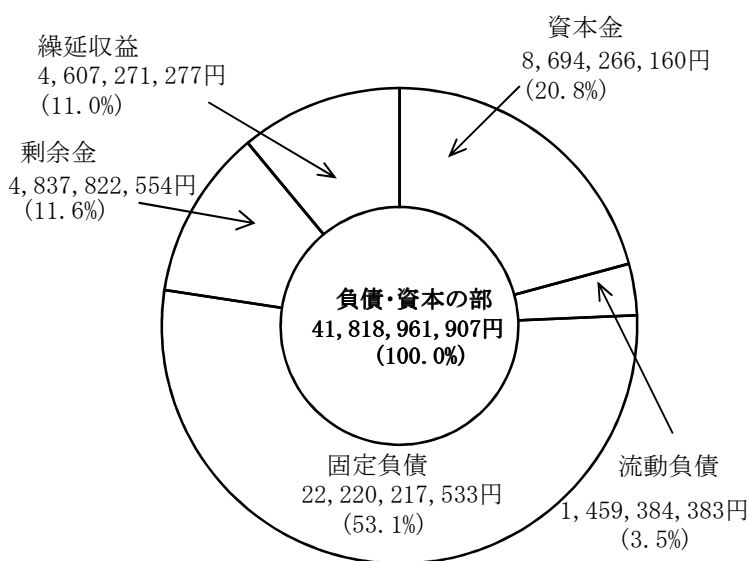 資本金
8,694,266,160円
(20.8%)
繰延収益
4,607,271,277円
(11.0%)
剰余金
4,837,822,554円
(11.6%)
負債・資本の部
41,818,961,907円
(100.0%)
固定負債
22,220,217,533円
(53.1%)
流動負債
1,459,384,383円
(3.5%)